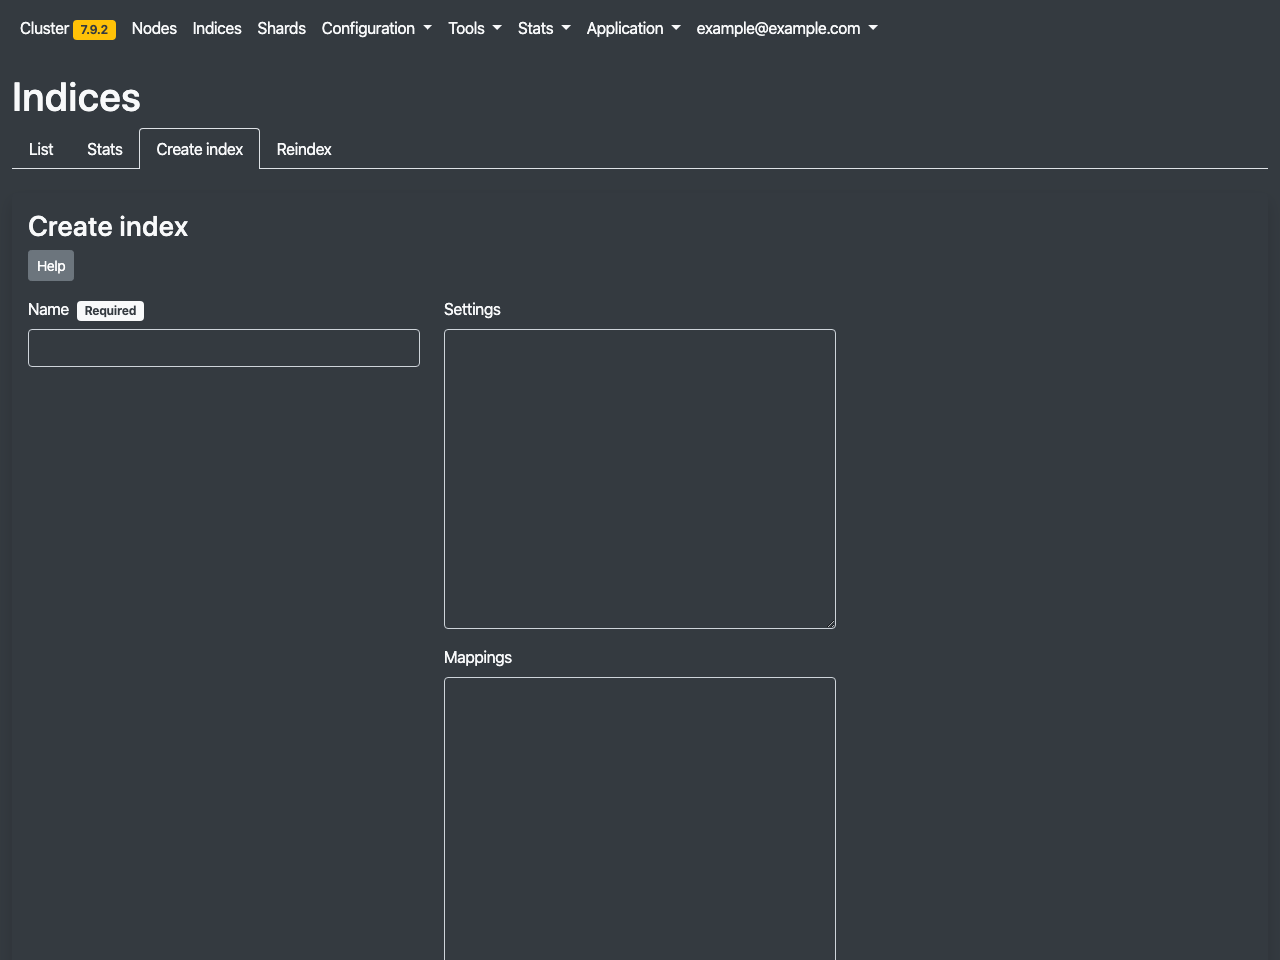 Cluster 7.9.2 Nodes Indices Shards Configuration Tools Stats Application example@example.com
Indices
List Stats Create index Reindex
Create index
Help
Name Required
Settings
Mappings